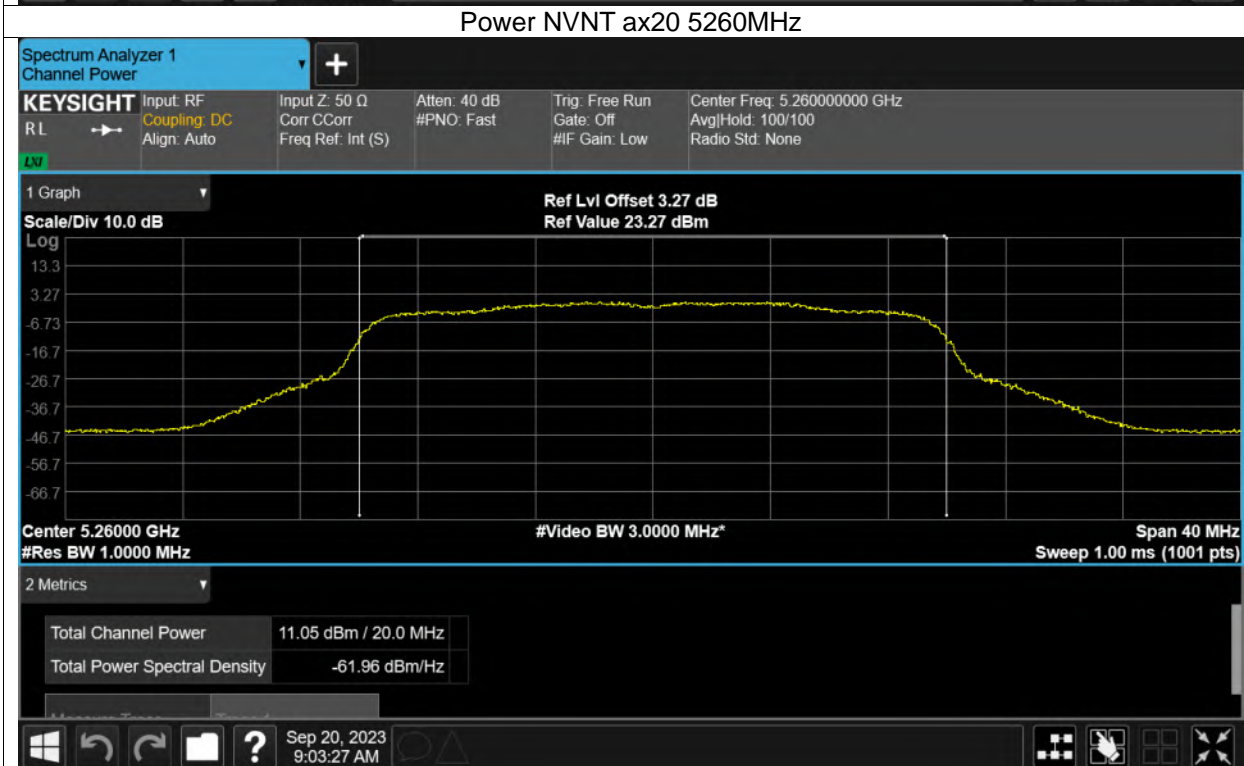 Power NVNT ax20 5260MHz
Spectrum Analyzer 1
Channel Power
+
KEYSIGHT Input: RF Input Z: 50 Ω Atten: 40 dB Trig: Free Run Center Freq: 5.260000000 GHz
RL Coupling: DC Corr CCorr #PNO: Fast Gate: Off Avg|Hold: 100/100
Align: Auto Freq Ref: Int (S) #IF Gain: Low Radio Std: None
LXI
1 Graph
Ref Lvl Offset 3.27 dB
Scale/Div 10.0 dB Ref Value 23.27 dBm
Log
13.3
3.27
-6.73
-16.7
-26.7
-36.7
-46.7
-56.7
-66.7
Center 5.26000 GHz #Video BW 3.0000 MHz* Span 40 MHz
#Res BW 1.0000 MHz Sweep 1.00 ms (1001 pts)
2 Metrics
Total Channel Power 11.05 dBm / 20.0 MHz
Total Power Spectral Density -61.96 dBm/Hz
? Sep 20, 2023
9:03:27 AM